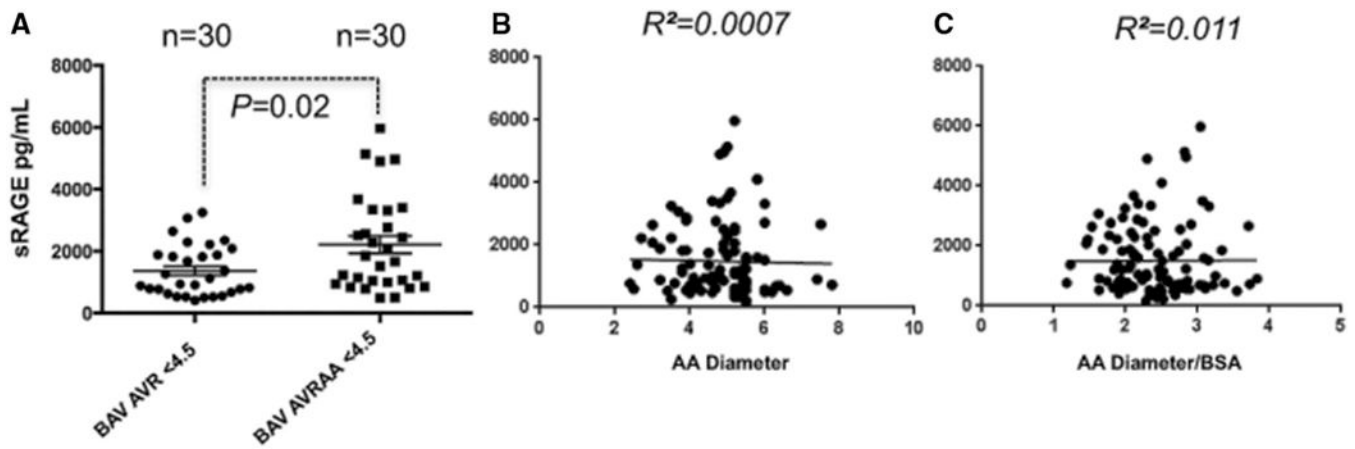 A
n=30 n=30
P=0.02
sRAGE pg/mL
8000
6000
4000
2000
0
BAV AVR <4.5
BAV AVRAA <4.5
B
R²=0.0007
8000
6000
4000
2000
0
0 2 4 6 8 10
AA Diameter
C
R²=0.011
8000
6000
4000
2000
0
0 1 2 3 4 5
AA Diameter/BSA